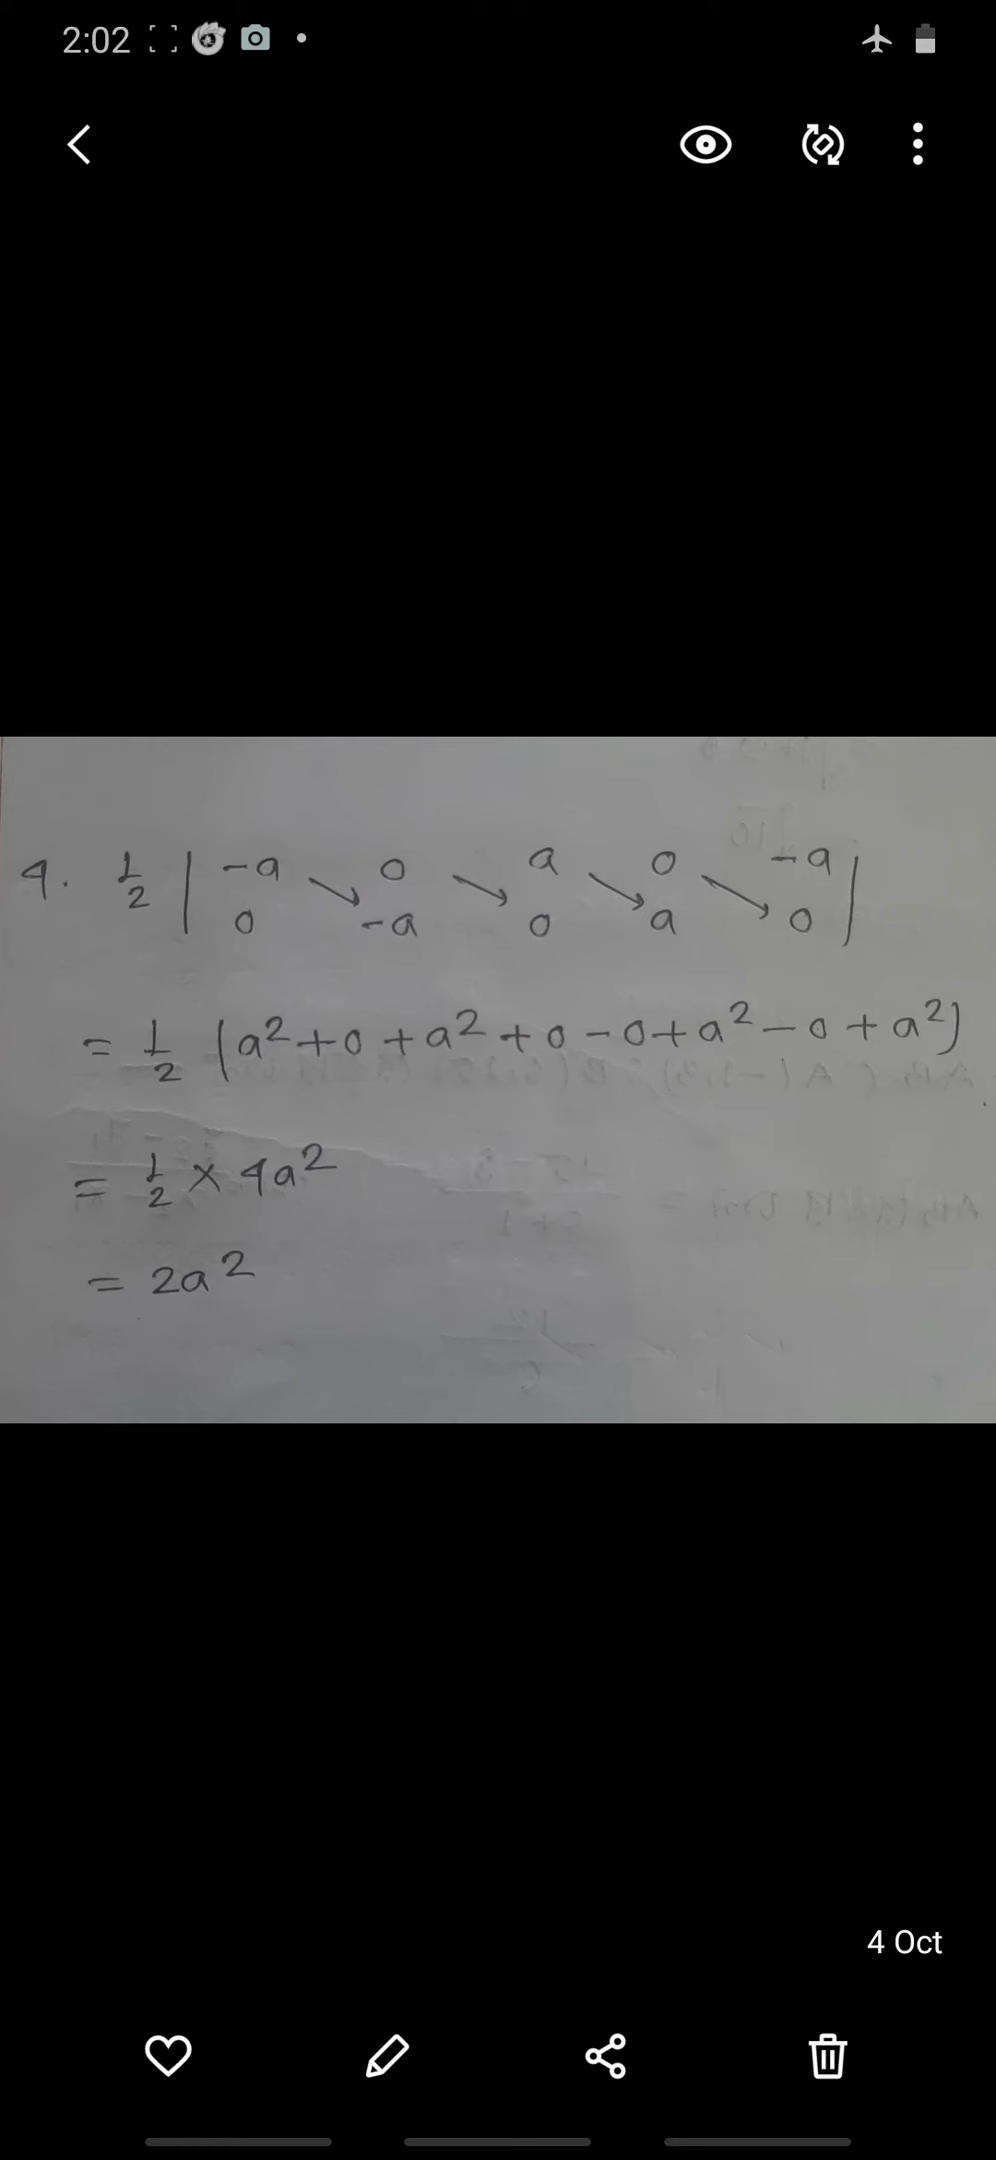 2:02
4. 1/2 | -a ↘ 0 ↘ a ↘ 0 ↘ -a |
0 -a 0 a 0
= 1/2 (a²+0+a²+0-0+a²-0+a²)
= 1/2 × 4a²
= 2a²
4 Oct